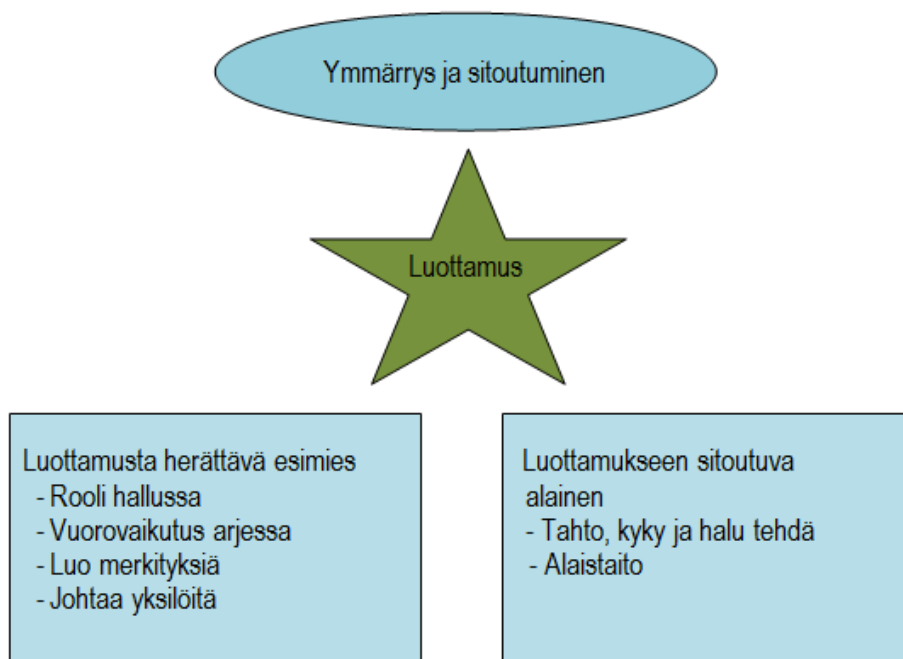 Ymmärrys ja sitoutuminen
Luottamus
Luottamusta herättävä esimies
- Rooli hallussa
- Vuorovaikutus arjessa
- Luo merkityksiä
- Johtaa yksilöitä
Luottamukseen sitoutuva
alainen
- Tahto, kyky ja halu tehdä
- Alaistaito